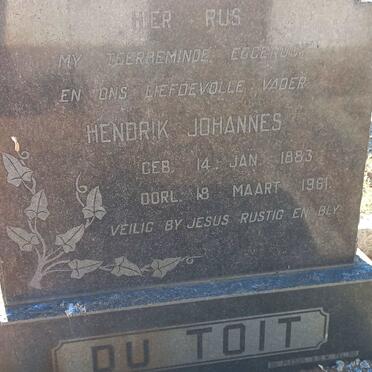 HIER RUS
MY TEERBEMINDE EGGENOOT
EN ONS LIEFDEVOLLE VADER
HENDRIK JOHANNES
GEB. 14. JAN. 1883
OORL. 18 MAART 1961.
VEILIG BY JESUS RUSTIG EN BLY
DU TOIT